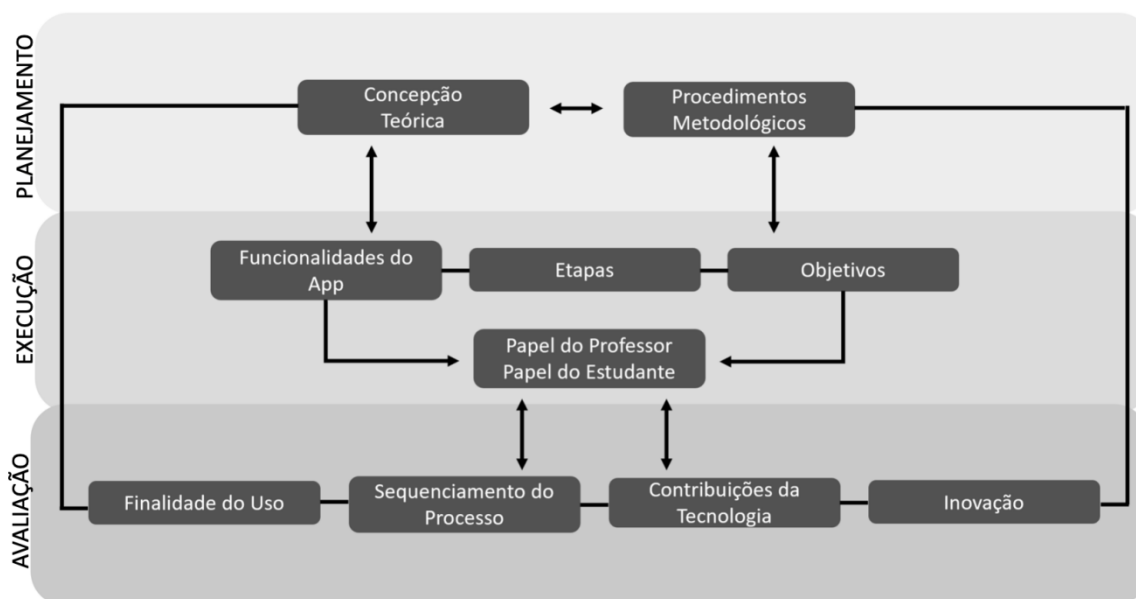 PLANEJAMENTO
Concepção
Teórica
Procedimentos
Metodológicos
EXECUÇÃO
Funcionalidades do
App
Etapas
Objetivos
Papel do Professor
Papel do Estudante
AVALIAÇÃO
Finalidade do Uso
Sequenciamento do
Processo
Contribuições da
Tecnologia
Inovação